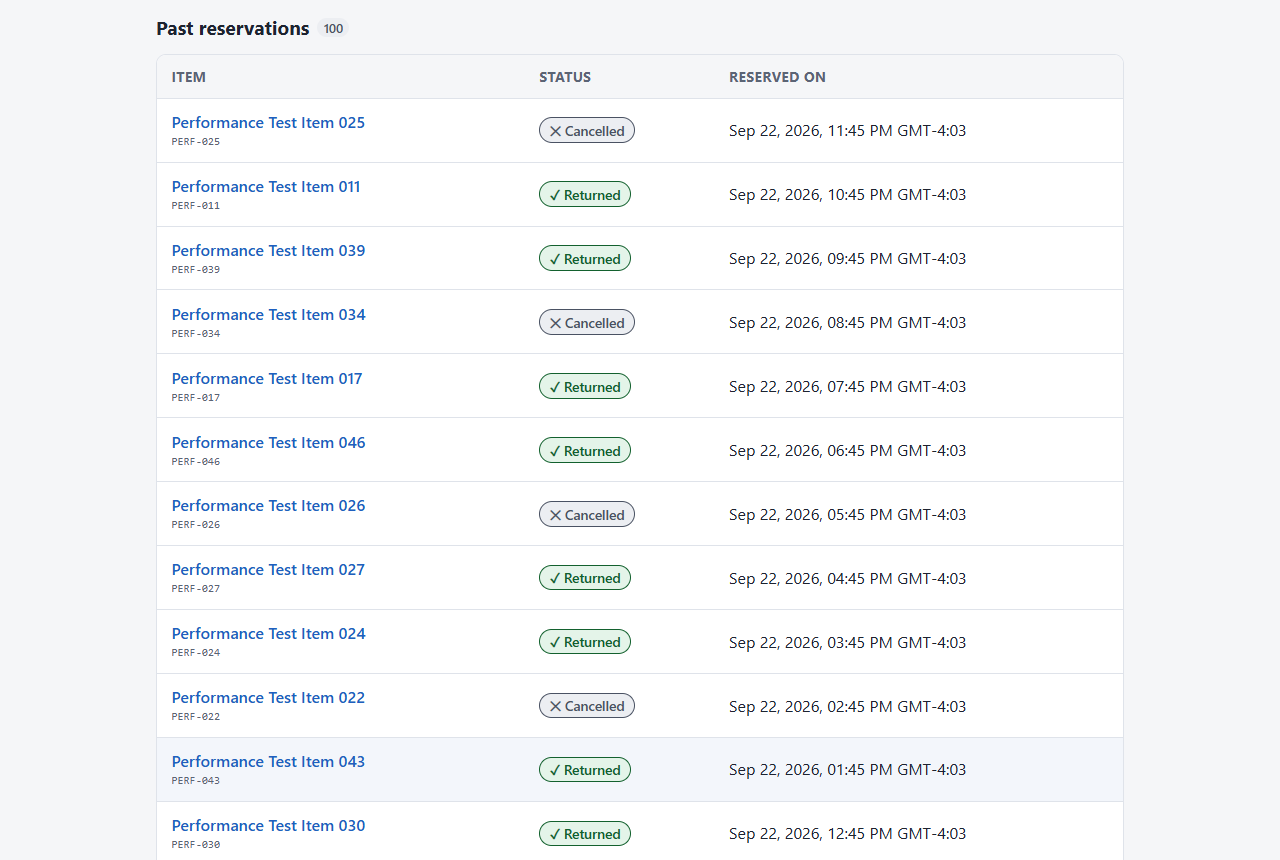 Past reservations 100
ITEM STATUS RESERVED ON
Performance Test Item 025
PERF-025
Cancelled
Sep 22, 2026, 11:45 PM GMT-4:03
Performance Test Item 011
PERF-011
Returned
Sep 22, 2026, 10:45 PM GMT-4:03
Performance Test Item 039
PERF-039
Returned
Sep 22, 2026, 09:45 PM GMT-4:03
Performance Test Item 034
PERF-034
Cancelled
Sep 22, 2026, 08:45 PM GMT-4:03
Performance Test Item 017
PERF-017
Returned
Sep 22, 2026, 07:45 PM GMT-4:03
Performance Test Item 046
PERF-046
Returned
Sep 22, 2026, 06:45 PM GMT-4:03
Performance Test Item 026
PERF-026
Cancelled
Sep 22, 2026, 05:45 PM GMT-4:03
Performance Test Item 027
PERF-027
Returned
Sep 22, 2026, 04:45 PM GMT-4:03
Performance Test Item 024
PERF-024
Returned
Sep 22, 2026, 03:45 PM GMT-4:03
Performance Test Item 022
PERF-022
Cancelled
Sep 22, 2026, 02:45 PM GMT-4:03
Performance Test Item 043
PERF-043
Returned
Sep 22, 2026, 01:45 PM GMT-4:03
Performance Test Item 030
PERF-030
Returned
Sep 22, 2026, 12:45 PM GMT-4:03